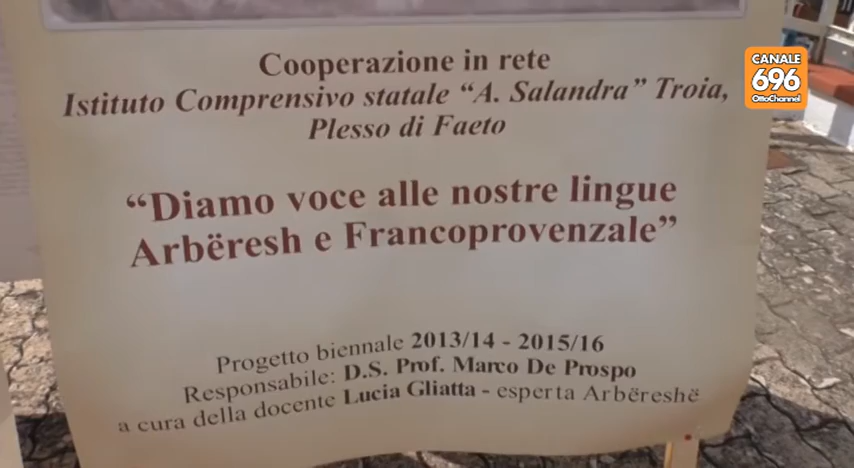 Cooperazione in rete
Istituto Comprensivo statale “A. Salandra” Troia,
Plesso di Faeto
“Diamo voce alle nostre lingue
Arbëresh e Francoprovenzale”
Progetto biennale 2013/14 - 2015/16
Responsabile: D.S. Prof. Marco De Prospo
a cura della docente Lucia Gliatta - esperta Arbëreshë
CANALE
696
OttoChannel